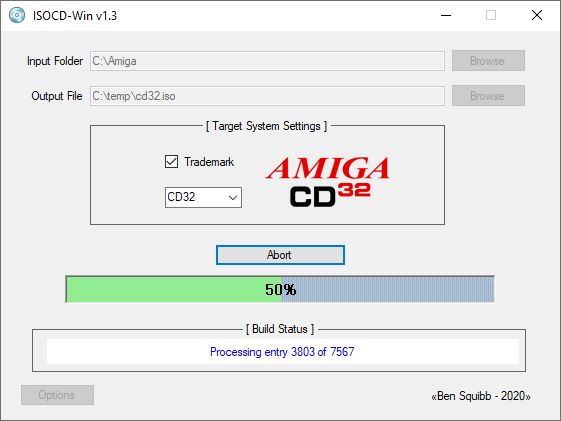 ISOCD-Win v1.3
Input Folder C:\Amiga Browse
Output File C:\temp\cd32.iso Browse
[ Target System Settings ]
Trademark
CD32
AMIGA
CD32
Abort
50%
[ Build Status ]
Processing entry 3803 of 7567
Options «Ben Squibb - 2020»